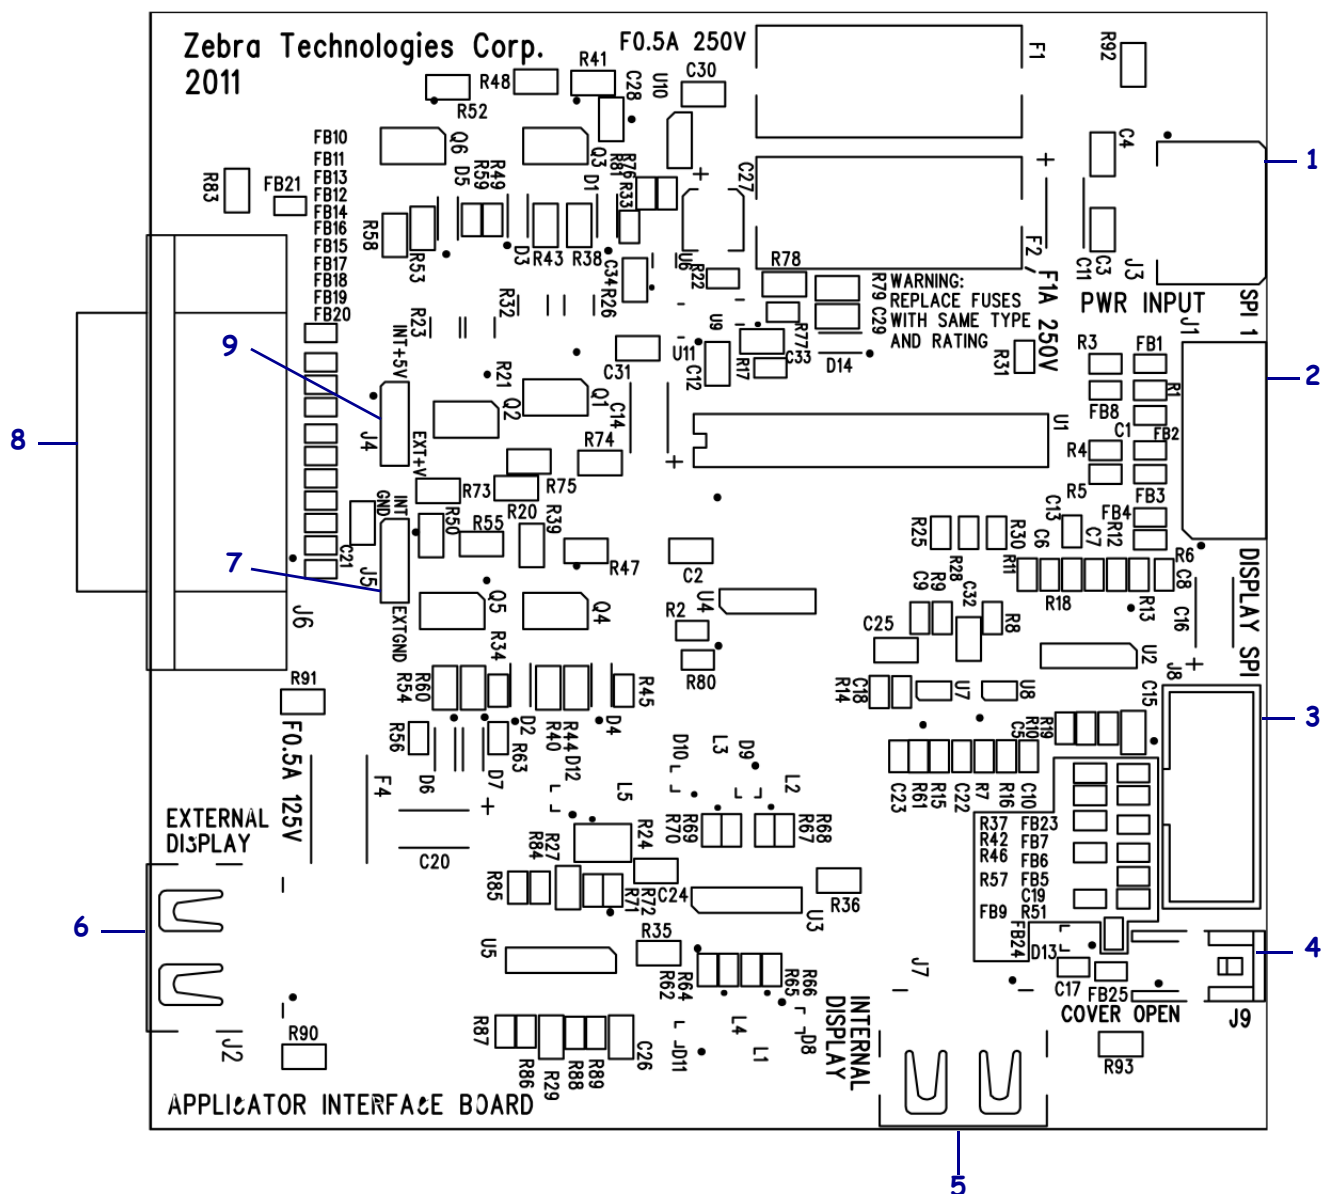 Zebra Technologies Corp.
2011
F0.5A 250V
F1
R92
R41
R48
R52
C28
U10
C30
C4
1
FB10
FB11
FB13
FB12
FB14
FB16
FB15
FB17
FB18
FB19
FB20
R83
FB21
Q6
Q3
D5
R59
R49
D1
R81
R76
R33
C27
F2
F1A 250V
C11
C3
J3
R58
R53
D3
R43
R38
C34
R26
U6
R22
R78
R79
C29
WARNING:
REPLACE FUSES
WITH SAME TYPE
AND RATING
PWR INPUT
SPI 1
J1
R23
R32
U9
R77
C33
U11
C12
R17
D14
R31
R3
FB1
R1
9
INT+5V
C31
R21
2
Q2
Q1
C14
U1
FB8
C1
FB2
8
J4
EXT+V
R74
R4
R5
FB3
R73
R75
GND
INT
R50
R55
R20
R39
R47
C2
R25
R28
R30
C6
C13
C7
R12
FB4
R6
C21
7
J5
R11
R18
R13
C8
C16
DISPLAY SPI
J6
EXTGND
Q5
Q4
U4
R2
R80
C9
R9
C32
R8
C25
U2
J8
R34
R91
R54
R60
R45
R14
C18
U7
U8
C15
3
F0.5A 125V
R56
D6
D7
R63
D2
R40
R44
D12
D4
D10
L3
D9
L2
C5
R10
R19
F4
L5
C23
R61
R15
C22
R7
R16
C10
EXTERNAL
DISPLAY
C20
R84
R27
R24
R70
R69
R67
R68
R37
FB23
R42
FB7
R46
FB6
R57
FB5
C19
FB9
R51
R85
R71
R72
C24
U3
R36
6
U5
R35
FB24
D13
4
R62
R64
R65
R66
J7
C17
FB25
COVER OPEN
J9
INTERNAL
DISPLAY
J2
R90
R87
R86
R29
R88
R89
C26
D11
L4
L1
D8
R93
APPLICATOR INTERFACE BOARD
5